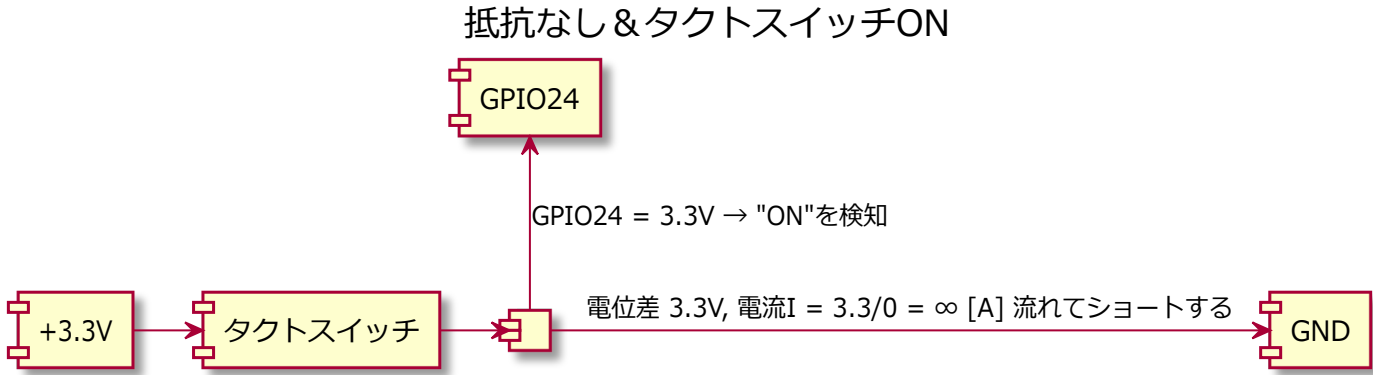 抵抗なし＆タクトスイッチON
GPIO24
GPIO24 = 3.3V → "ON"を検知
電位差 3.3V, 電流I = 3.3/0 = ∞ [A] 流れてショートする
+3.3V
タクトスイッチ
GND